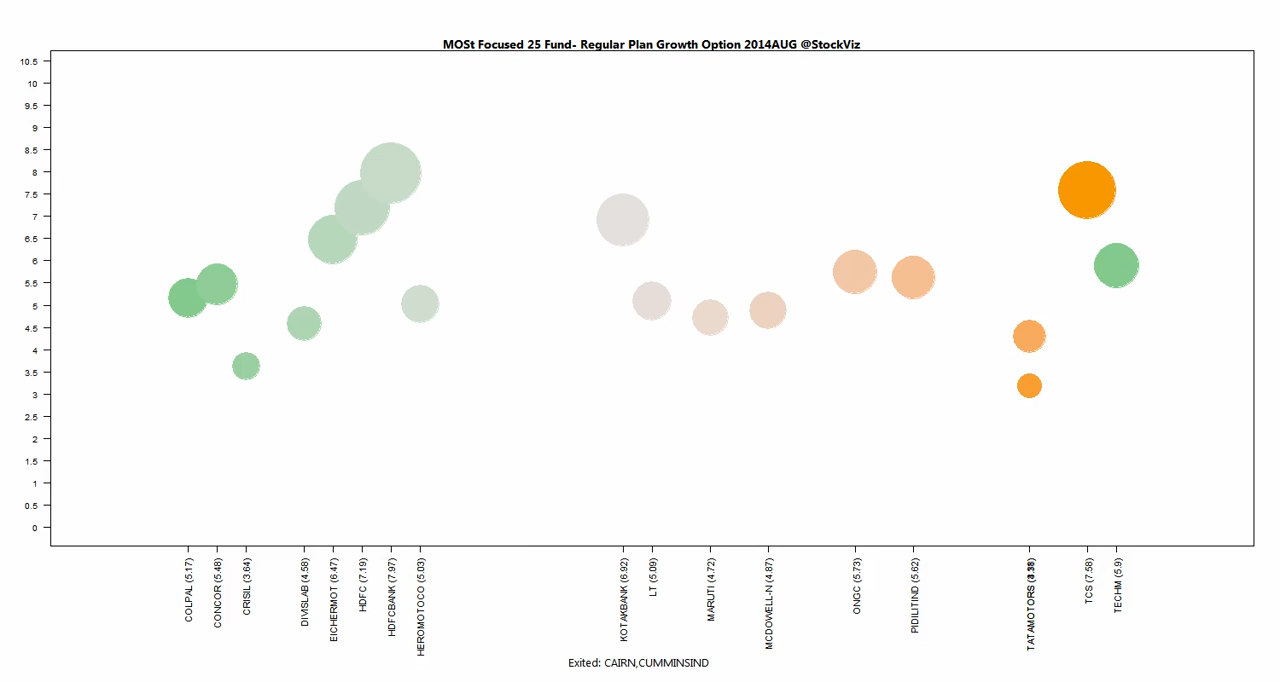 MOSt Focused 25 Fund- Regular Plan Growth Option 2014AUG @StockViz
10.5
10
9.5
9
8.5
8
7.5
7
6.5
6
5.5
5
4.5
4
3.5
3
2.5
2
1.5
1
0.5
0
COLPAL (5.17)
CONCOR (5.48)
CRISIL (3.64)
DIVISLAB (4.58)
EICHERMOT (6.47)
HDFC (7.19)
HDFCBANK (7.97)
HEROMOTOCO (5.03)
KOTAKBANK (6.92)
LT (5.09)
MARUTI (4.72)
MCDOWELL-N (4.87)
ONGC (5.73)
PIDILITIND (5.62)
TATAMOTORS
TCS (7.58)
TECHM (5.9)
Exited: CAIRN,CUMMINSIND